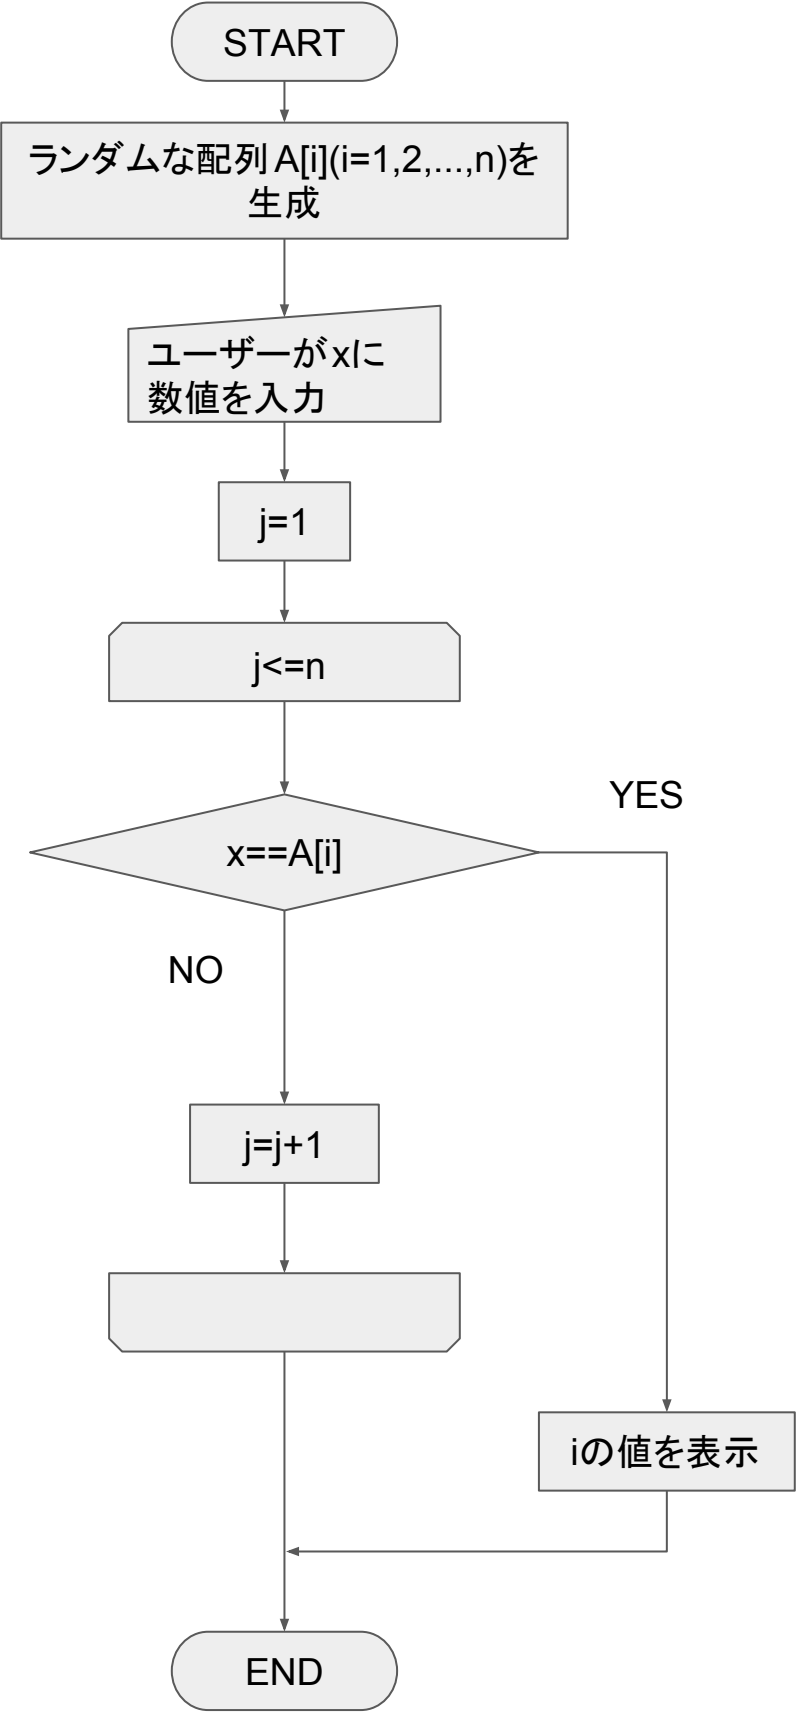 START
ランダムな配列A[i](i=1,2,...,n)を
生成
ユーザーがxに
数値を入力
j=1
j<=n
YES
x==A[i]
NO
j=j+1
iの値を表示
END